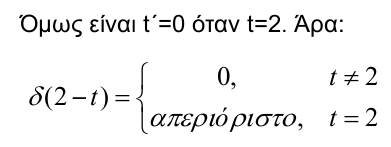 Όμως είναι t΄=0 όταν t=2. Άρα:
0, t ≠ 2
δ(2 − t) = {
απεριόριστο, t = 2